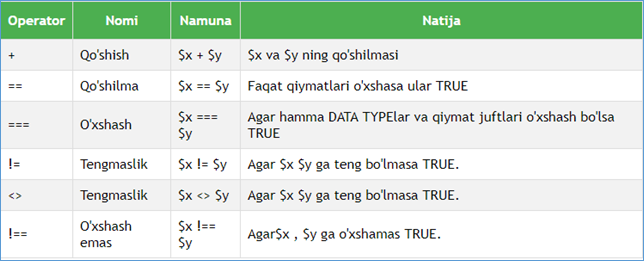 Operator Nomi Namuna Natija
+ Qo'shish $x + $y $x va $y ning qo'shilmasi
== Qo'shilma $x == $y Faqat qiymatlari o'xshasa ular TRUE
=== O'xshash $x === $y Agar hamma DATA TYPElar va qiymat juftlari o'xshash bo'lsa TRUE
!= Tengmaslik $x != $y Agar $x $y ga teng bo'lmasa TRUE.
<> Tengmaslik $x <> $y Agar $x $y ga teng bo'lmasa TRUE.
!== O'xshash emas $x !== $y Agar$x , $y ga o'xshamas TRUE.